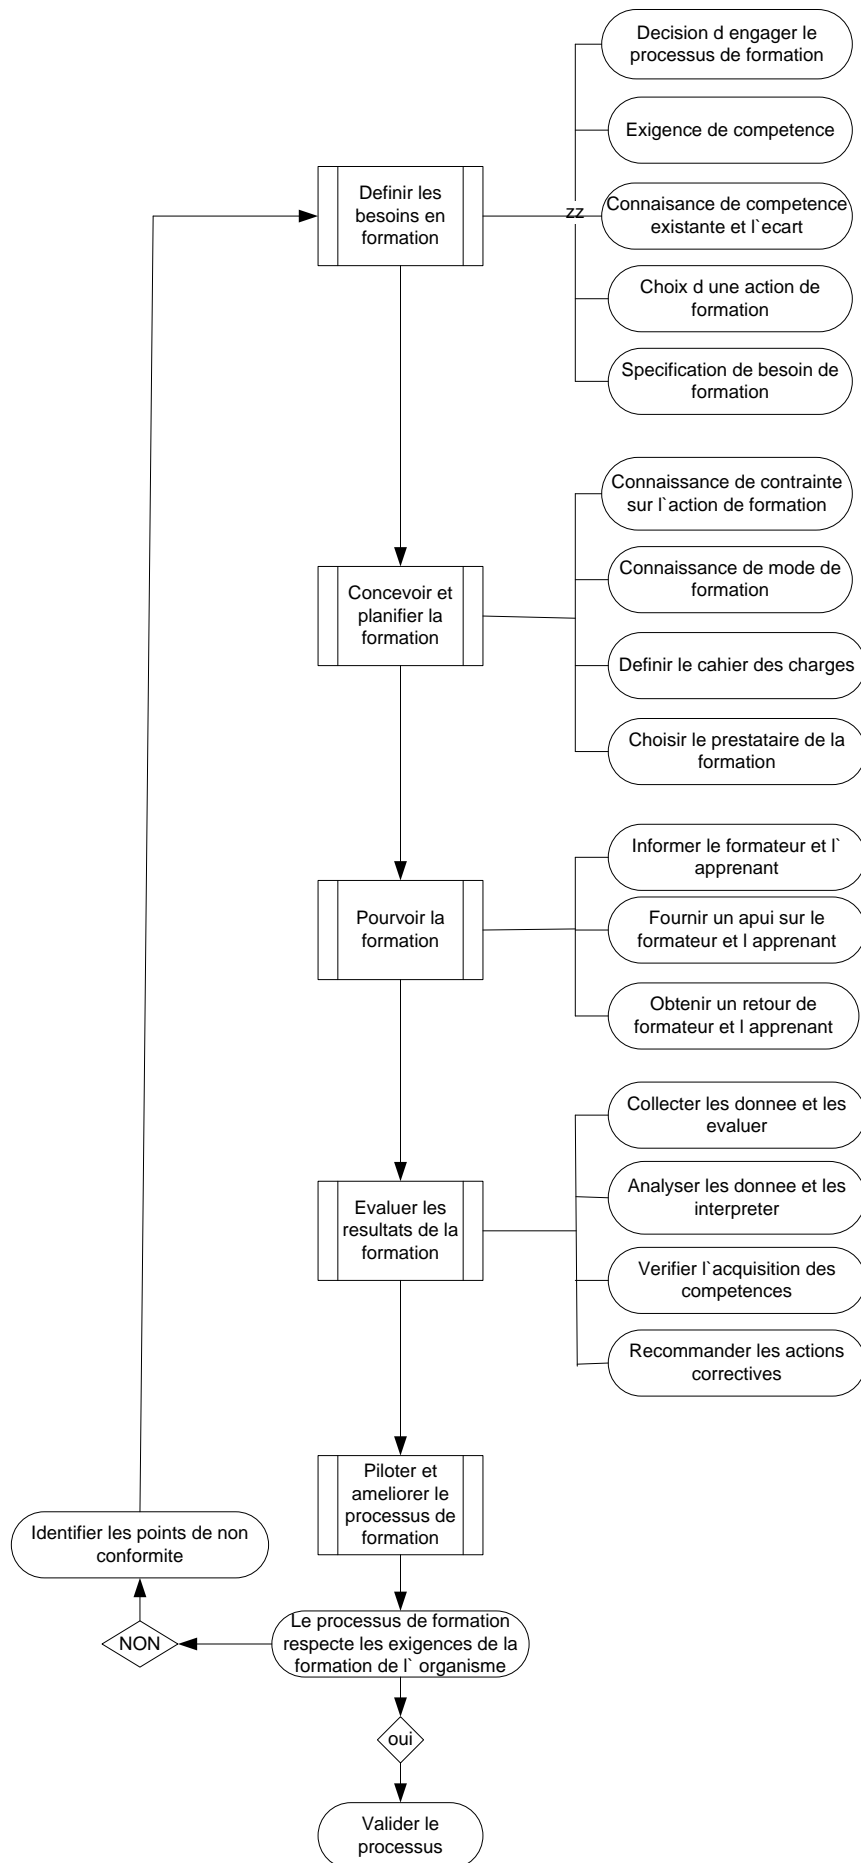 Decision d engager le
processus de formation
Exigence de competence
Definir les
besoins en
formation
zz
Connaisance de competence
existante et l`ecart
Choix d une action de
formation
Specification de besoin de
formation
Connaissance de contrainte
sur l`action de formation
Connaissance de mode de
formation
Concevoir et
planifier la
formation
Definir le cahier des charges
Choisir le prestataire de la
formation
Informer le formateur et l`
apprenant
Pourvoir la
formation
Fournir un apui sur le
formateur et l apprenant
Obtenir un retour de
formateur et l apprenant
Collecter les donnee et les
evaluer
Analyser les donnee et les
interpreter
Evaluer les
resultats de la
formation
Verifier l`acquisition des
competences
Recommander les actions
correctives
Piloter et
ameliorer le
processus de
formation
Identifier les points de non
conformite
Le processus de formation
respecte les exigences de la
formation de l` organisme
NON
oui
Valider le
processus